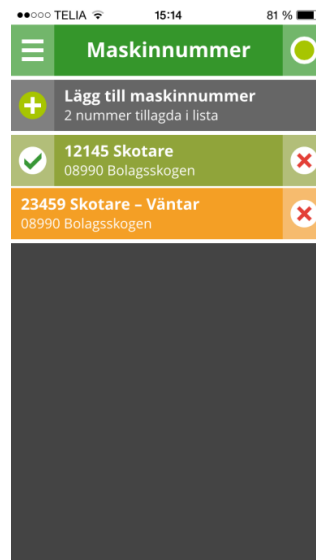 TELIA 15:14 81 %
Maskinnummer
Lägg till maskinnummer
2 nummer tillagda i lista
12145 Skotare
08990 Bolagsskogen
23459 Skotare – Väntar
08990 Bolagsskogen